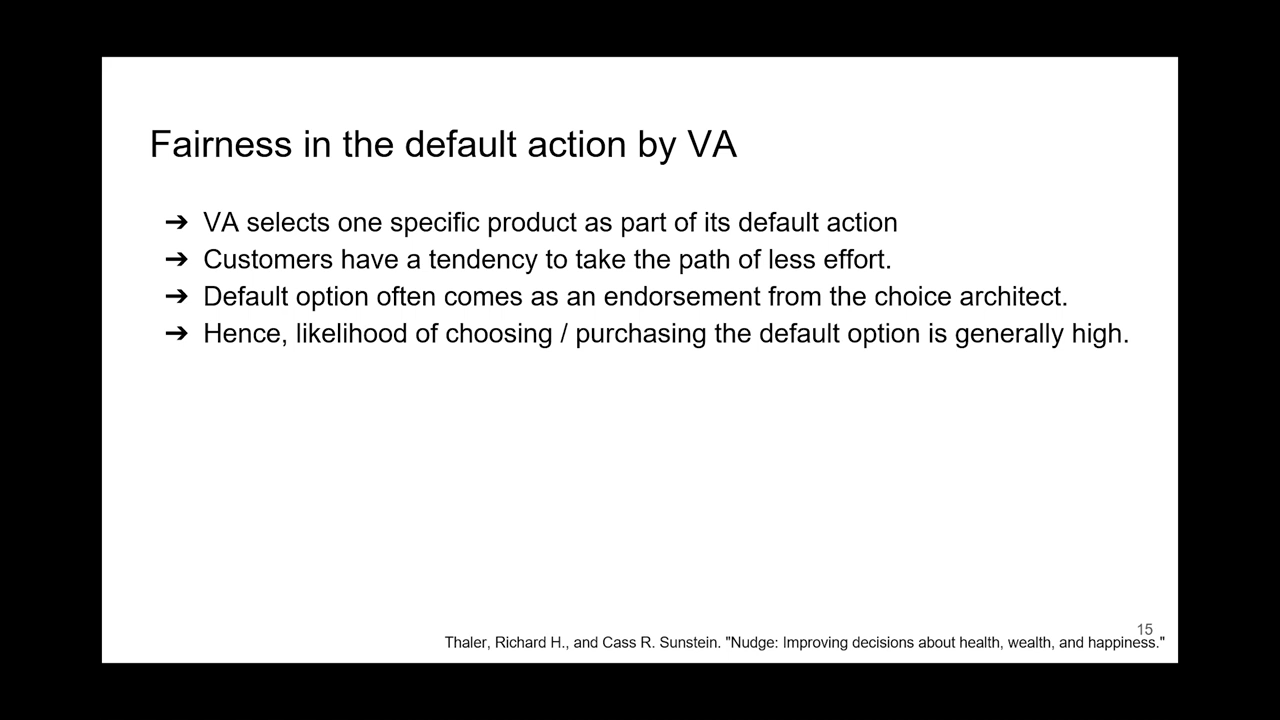 Fairness in the default action by VA
➔ VA selects one specific product as part of its default action
➔ Customers have a tendency to take the path of less effort.
➔ Default option often comes as an endorsement from the choice architect.
➔ Hence, likelihood of choosing / purchasing the default option is generally high.
15
Thaler, Richard H., and Cass R. Sunstein. "Nudge: Improving decisions about health, wealth, and happiness."